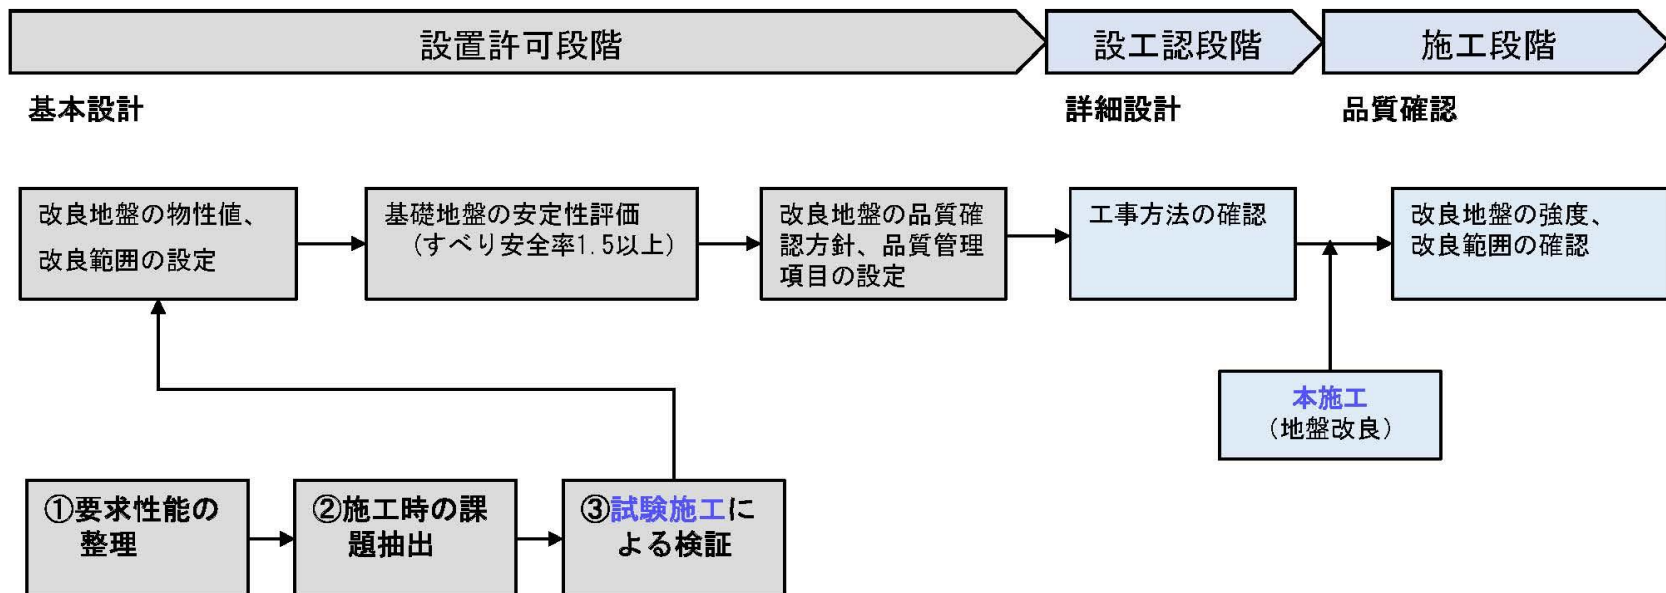 設置許可段階
設工認段階
施工段階
基本設計
詳細設計
品質確認
改良地盤の物性値、
改良範囲の設定
基礎地盤の安定性評価
(すべり安全率1.5以上)
改良地盤の品質確
認方針、品質管理
項目の設定
工事方法の確認
改良地盤の強度、
改良範囲の確認
本施工
(地盤改良)
①要求性能の
整理
②施工時の課
題抽出
③試験施工に
よる検証